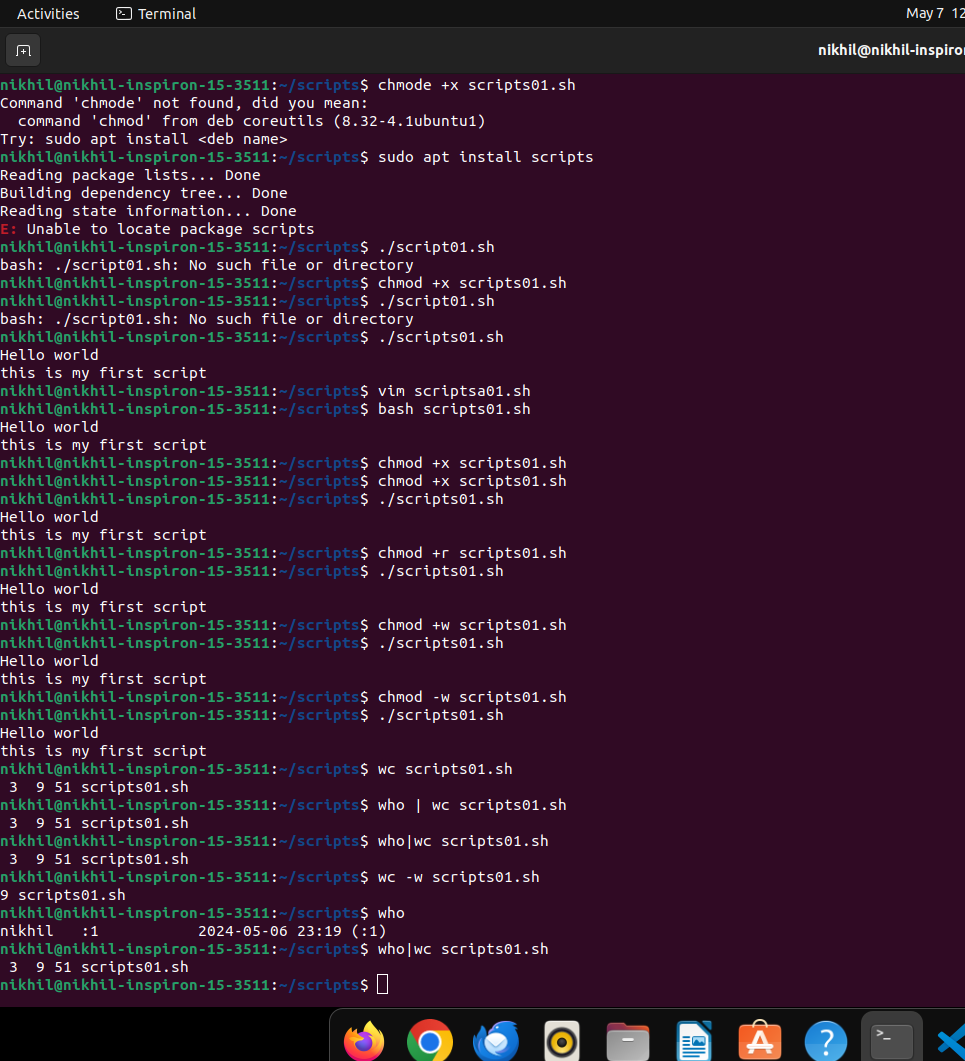 Activities Terminal May 7 12
nikhil@nikhil-inspiron
nikhil@nikhil-inspiron-15-3511:~/scripts$ chmode +x scripts01.sh
Command 'chmode' not found, did you mean:
  command 'chmod' from deb coreutils (8.32-4.1ubuntu1)
Try: sudo apt install <deb name>
nikhil@nikhil-inspiron-15-3511:~/scripts$ sudo apt install scripts
Reading package lists... Done
Building dependency tree... Done
Reading state information... Done
E: Unable to locate package scripts
nikhil@nikhil-inspiron-15-3511:~/scripts$ ./script01.sh
bash: ./script01.sh: No such file or directory
nikhil@nikhil-inspiron-15-3511:~/scripts$ chmod +x scripts01.sh
nikhil@nikhil-inspiron-15-3511:~/scripts$ ./script01.sh
bash: ./script01.sh: No such file or directory
nikhil@nikhil-inspiron-15-3511:~/scripts$ ./scripts01.sh
Hello world
this is my first script
nikhil@nikhil-inspiron-15-3511:~/scripts$ vim scriptsa01.sh
nikhil@nikhil-inspiron-15-3511:~/scripts$ bash scripts01.sh
Hello world
this is my first script
nikhil@nikhil-inspiron-15-3511:~/scripts$ chmod +x scripts01.sh
nikhil@nikhil-inspiron-15-3511:~/scripts$ chmod +x scripts01.sh
nikhil@nikhil-inspiron-15-3511:~/scripts$ ./scripts01.sh
Hello world
this is my first script
nikhil@nikhil-inspiron-15-3511:~/scripts$ chmod +r scripts01.sh
nikhil@nikhil-inspiron-15-3511:~/scripts$ ./scripts01.sh
Hello world
this is my first script
nikhil@nikhil-inspiron-15-3511:~/scripts$ chmod +w scripts01.sh
nikhil@nikhil-inspiron-15-3511:~/scripts$ ./scripts01.sh
Hello world
this is my first script
nikhil@nikhil-inspiron-15-3511:~/scripts$ chmod -w scripts01.sh
nikhil@nikhil-inspiron-15-3511:~/scripts$ ./scripts01.sh
Hello world
this is my first script
nikhil@nikhil-inspiron-15-3511:~/scripts$ wc scripts01.sh
 3  9 51 scripts01.sh
nikhil@nikhil-inspiron-15-3511:~/scripts$ who | wc scripts01.sh
 3  9 51 scripts01.sh
nikhil@nikhil-inspiron-15-3511:~/scripts$ who|wc scripts01.sh
 3  9 51 scripts01.sh
nikhil@nikhil-inspiron-15-3511:~/scripts$ wc -w scripts01.sh
9 scripts01.sh
nikhil@nikhil-inspiron-15-3511:~/scripts$ who
nikhil   :1           2024-05-06 23:19 (:1)
nikhil@nikhil-inspiron-15-3511:~/scripts$ who|wc scripts01.sh
 3  9 51 scripts01.sh
nikhil@nikhil-inspiron-15-3511:~/scripts$